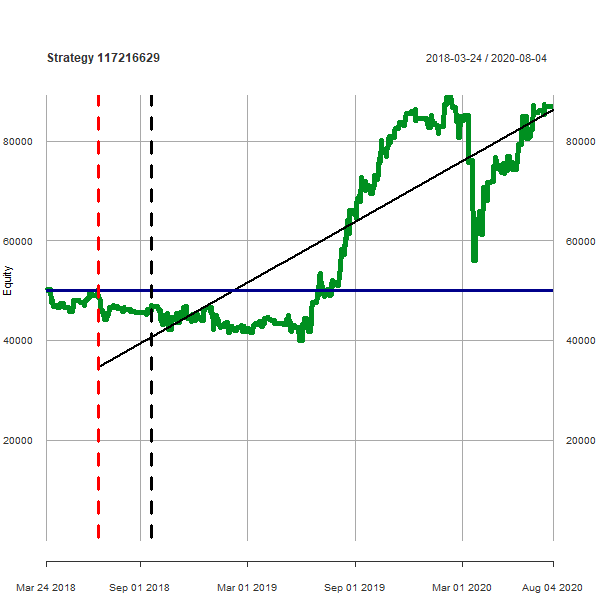 Strategy 117216629
2018-03-24 / 2020-08-04
80000
80000
60000
60000
Equity
40000
40000
20000
20000
Mar 24 2018
Sep 01 2018
Mar 01 2019
Sep 01 2019
Mar 01 2020
Aug 04 2020